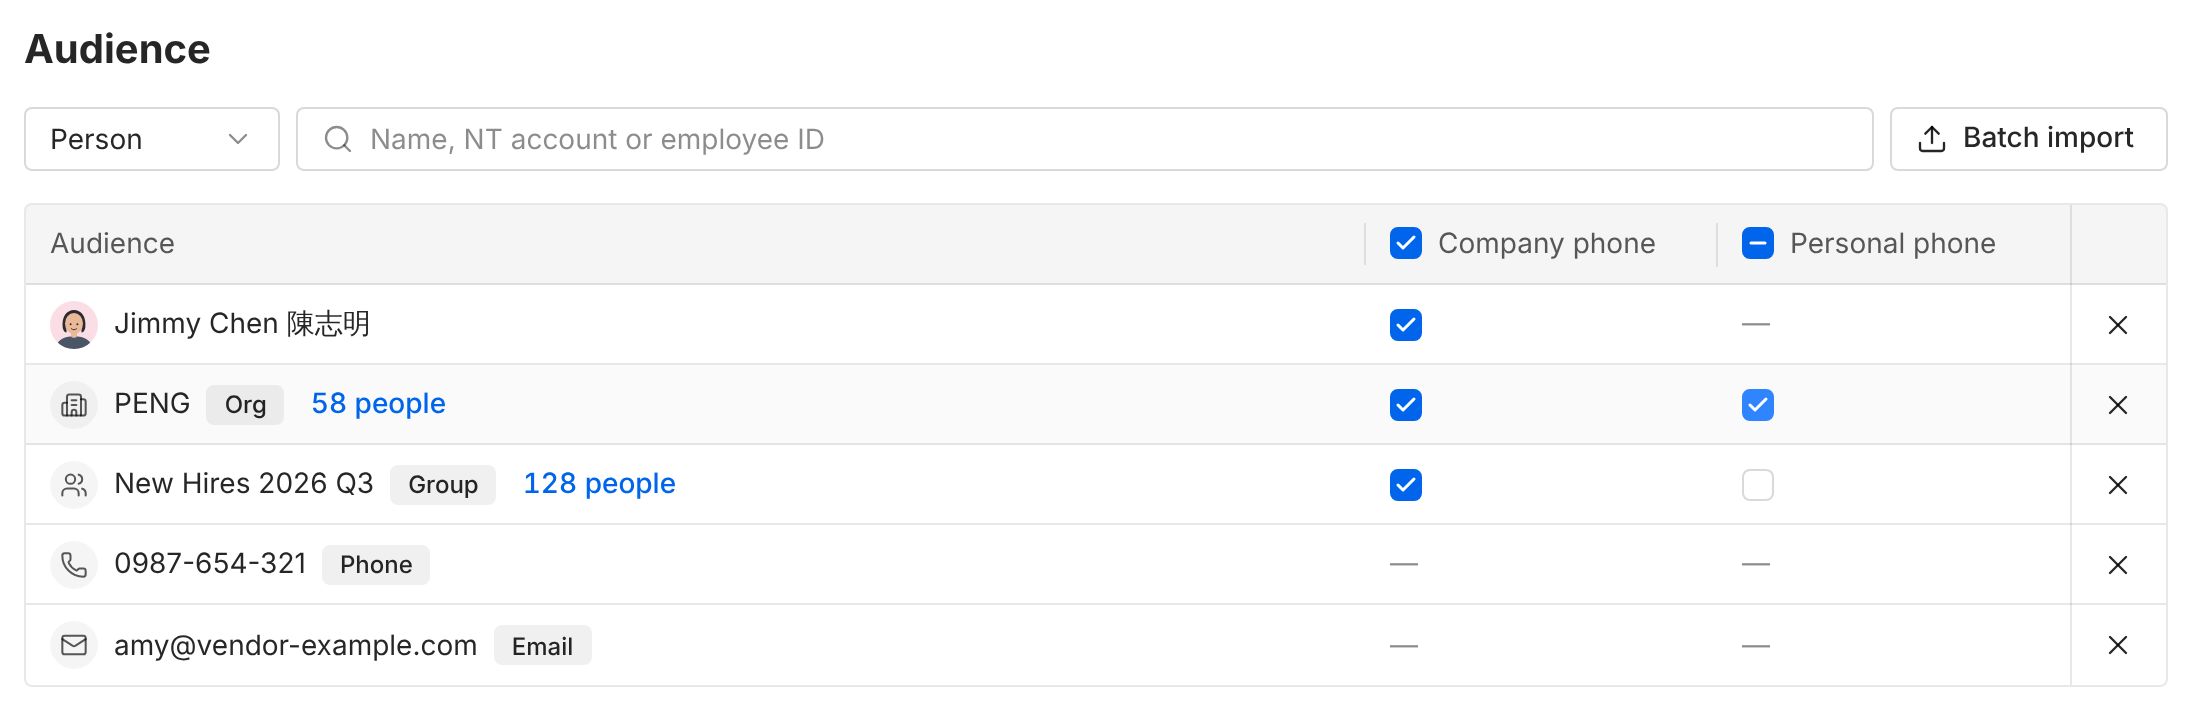 Audience
Person
Name, NT account or employee ID
Batch import
Audience Company phone Personal phone
Jimmy Chen 陳志明 —
PENG Org 58 people
New Hires 2026 Q3 Group 128 people
0987-654-321 Phone — —
amy@vendor-example.com Email — —